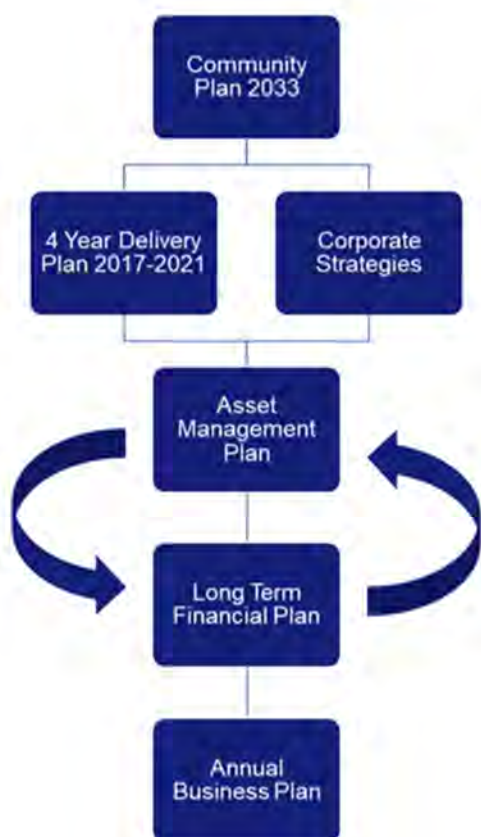 Community
Plan 2033
4 Year Delivery
Plan 2017-2021
Corporate
Strategies
Asset
Management
Plan
Long Term
Financial Plan
Annual
Business Plan